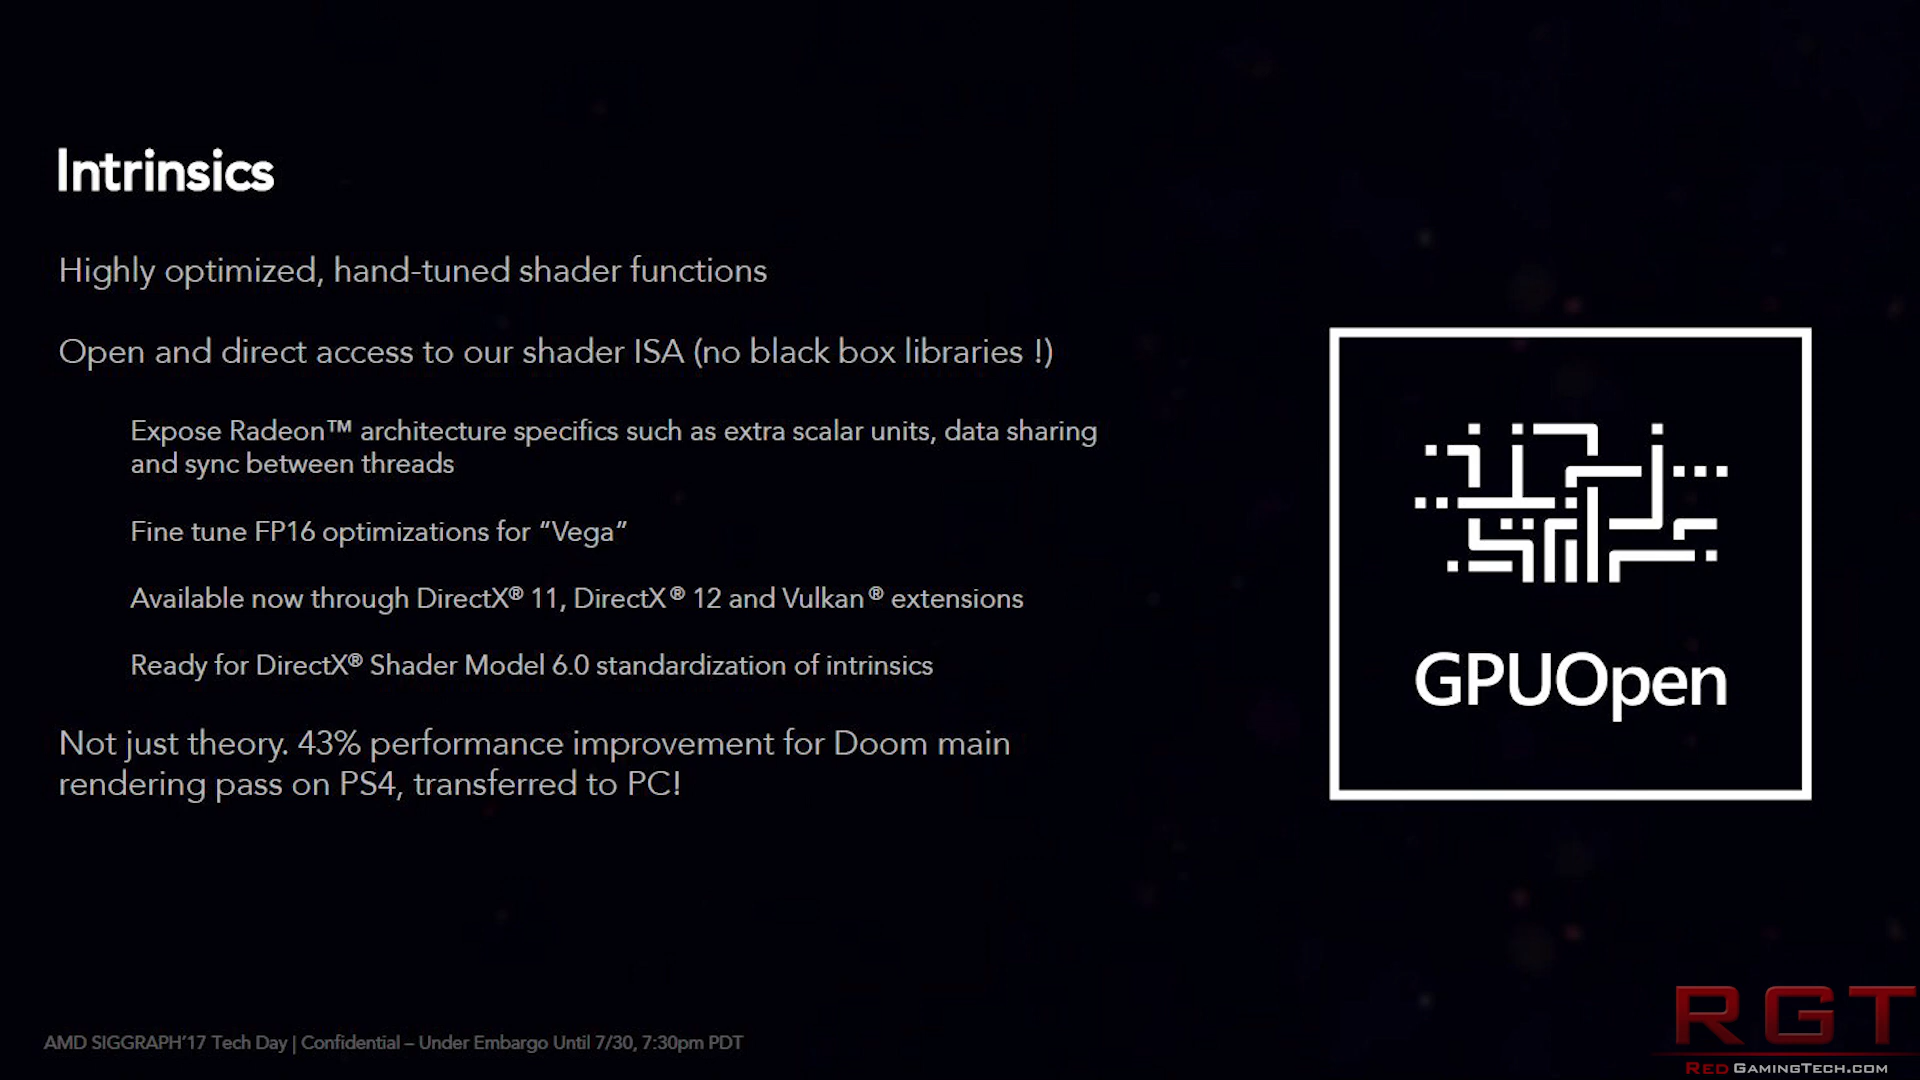 Intrinsics
Highly optimized, hand-tuned shader functions
Open and direct access to our shader ISA (no black box libraries !)
Expose Radeon™ architecture specifics such as extra scalar units, data sharing
and sync between threads
Fine tune FP16 optimizations for “Vega”
Available now through DirectX® 11, DirectX® 12 and Vulkan® extensions
Ready for DirectX® Shader Model 6.0 standardization of intrinsics
Not just theory. 43% performance improvement for Doom main
rendering pass on PS4, transferred to PC!
GPUOpen
AMD SIGGRAPH’17 Tech Day | Confidential – Under Embargo Until 7/30, 7:30pm PDT
RGT
RedGamingTech.com